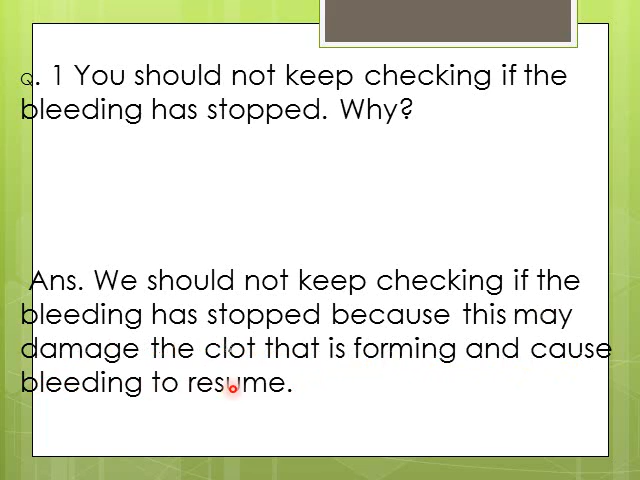 Q. 1 You should not keep checking if the
bleeding has stopped. Why?
Ans. We should not keep checking if the
bleeding has stopped because this may
damage the clot that is forming and cause
bleeding to resume.